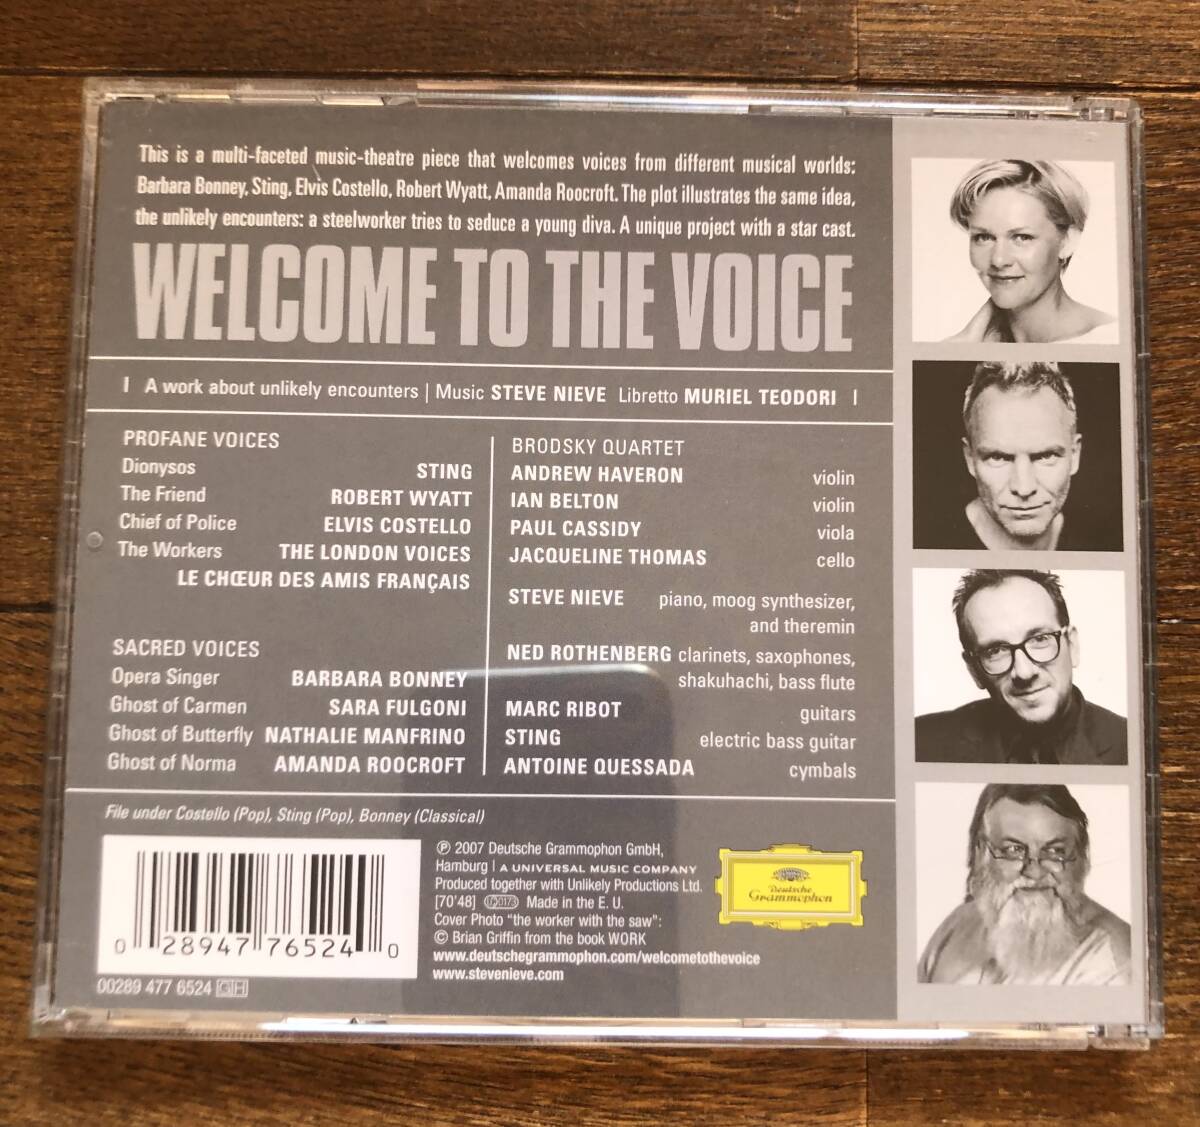 This is a multi-faceted music-theatre piece that welcomes voices from different musical worlds:
Barbara Bonney, Sting, Elvis Costello, Robert Wyatt, Amanda Roocroft. The plot illustrates the same idea,
the unlikely encounters: a steelworker tries to seduce a young diva. A unique project with a star cast.
WELCOME TO THE VOICE
| A work about unlikely encounters | Music STEVE NIEVE Libretto MURIEL TEODORI |
PROFANE VOICES
Dionysos STING
The Friend ROBERT WYATT
Chief of Police ELVIS COSTELLO
The Workers THE LONDON VOICES
LE CHŒUR DES AMIS FRANÇAIS
SACRED VOICES
Opera Singer BARBARA BONNEY
Ghost of Carmen SARA FULGONI
Ghost of Butterfly NATHALIE MANFRINO
Ghost of Norma AMANDA ROOCROFT
BRODSKY QUARTET
ANDREW HAVERON violin
IAN BELTON violin
PAUL CASSIDY viola
JACQUELINE THOMAS cello
STEVE NIEVE piano, moog synthesizer,
and theremin
NED ROTHENBERG clarinets, saxophones,
shakuhachi, bass flute
MARC RIBOT guitars
STING electric bass guitar
ANTOINE QUESSADA cymbals
File under Costello (Pop), Sting (Pop), Bonney (Classical)
0 28947 76524 0
00289 477 6524 GH
℗ 2007 Deutsche Grammophon GmbH,
Hamburg | A UNIVERSAL MUSIC COMPANY
Produced together with Unlikely Productions Ltd.
[70'48] Made in the E. U.
Cover Photo “the worker with the saw”:
© Brian Griffin from the book WORK
www.deutschegrammophon.com/welcometothevoice
www.stevenieve.com
Deutsche
Grammophon